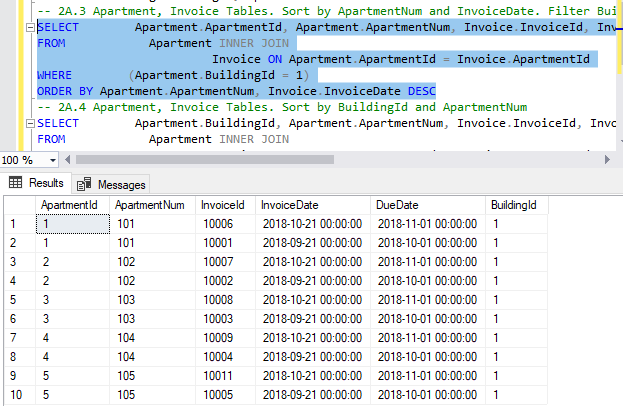 -- 2A.3 Apartment, Invoice Tables. Sort by ApartmentNum and InvoiceDate. Filter Bui
SELECT Apartment.ApartmentId, Apartment.ApartmentNum, Invoice.InvoiceId, Inv
FROM Apartment INNER JOIN
Invoice ON Apartment.ApartmentId = Invoice.ApartmentId
WHERE (Apartment.BuildingId = 1)
ORDER BY Apartment.ApartmentNum, Invoice.InvoiceDate DESC
-- 2A.4 Apartment, Invoice Tables. Sort by BuildingId and ApartmentNum
SELECT Apartment.BuildingId, Apartment.ApartmentNum, Invoice.InvoiceId, Invo
FROM Apartment INNER JOIN
100 %
Results Messages
ApartmentId ApartmentNum InvoiceId InvoiceDate DueDate BuildingId
1 1 101 10006 2018-10-21 00:00:00 2018-11-01 00:00:00 1
2 1 101 10001 2018-09-21 00:00:00 2018-10-01 00:00:00 1
3 2 102 10007 2018-10-21 00:00:00 2018-11-01 00:00:00 1
4 2 102 10002 2018-09-21 00:00:00 2018-10-01 00:00:00 1
5 3 103 10008 2018-10-21 00:00:00 2018-11-01 00:00:00 1
6 3 103 10003 2018-09-21 00:00:00 2018-10-01 00:00:00 1
7 4 104 10009 2018-10-21 00:00:00 2018-11-01 00:00:00 1
8 4 104 10004 2018-09-21 00:00:00 2018-10-01 00:00:00 1
9 5 105 10011 2018-10-21 00:00:00 2018-11-01 00:00:00 1
10 5 105 10005 2018-09-21 00:00:00 2018-10-01 00:00:00 1